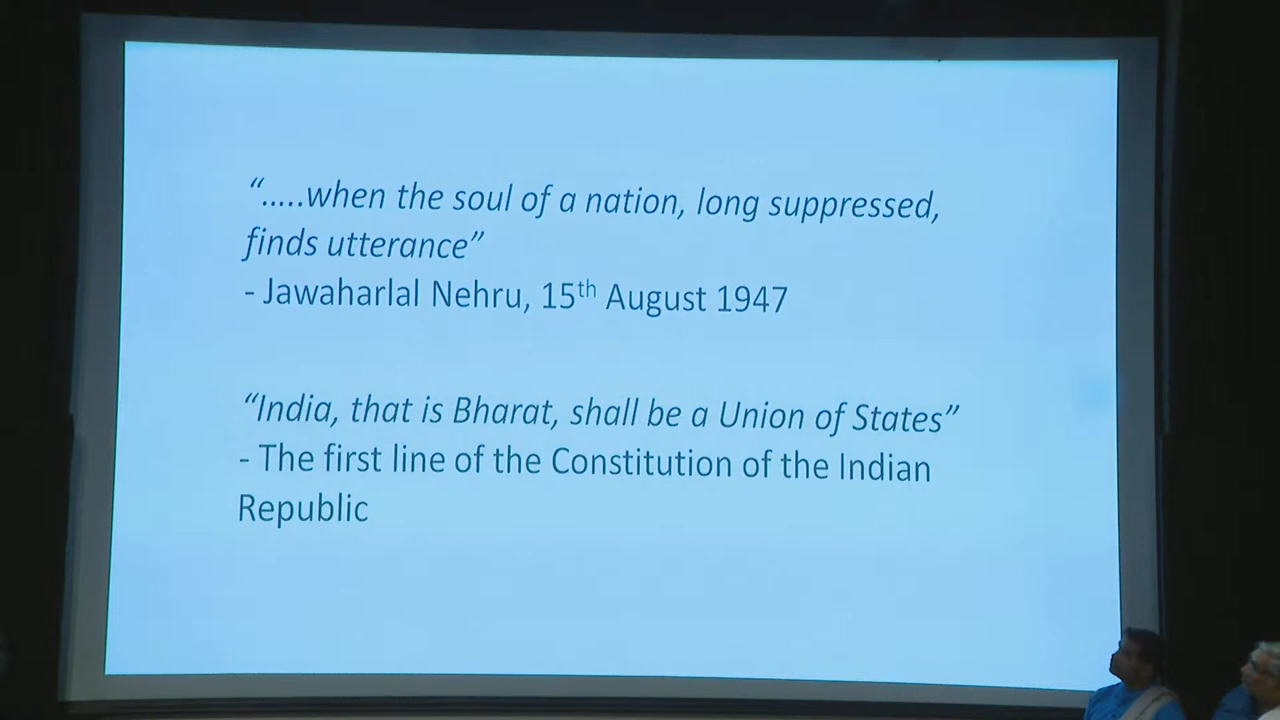 “.....when the soul of a nation, long suppressed,
finds utterance”
- Jawaharlal Nehru, 15th August 1947
“India, that is Bharat, shall be a Union of States”
- The first line of the Constitution of the Indian
Republic